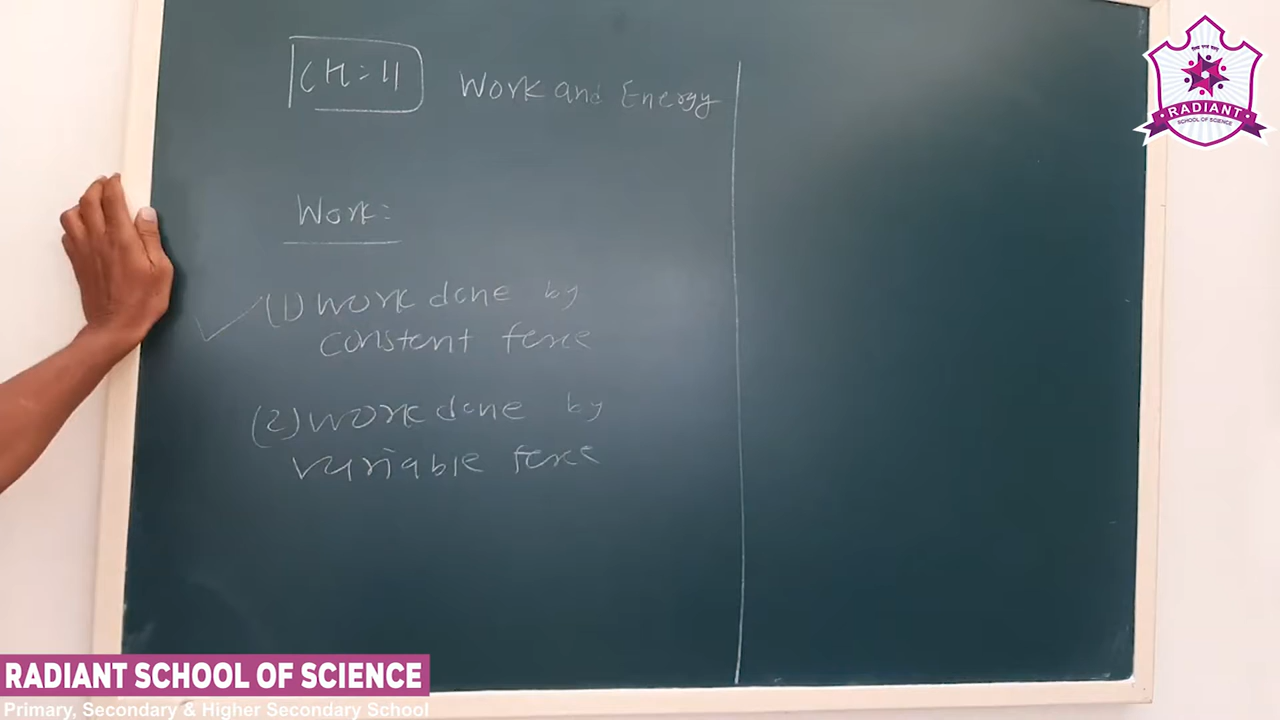 CH=11 Work and Energy
Work:
(1) Work done by
constant force
(2) Work done by
variable force
RADIANT
SCHOOL OF SCIENCE
RADIANT SCHOOL OF SCIENCE
Primary, Secondary & Higher Secondary School